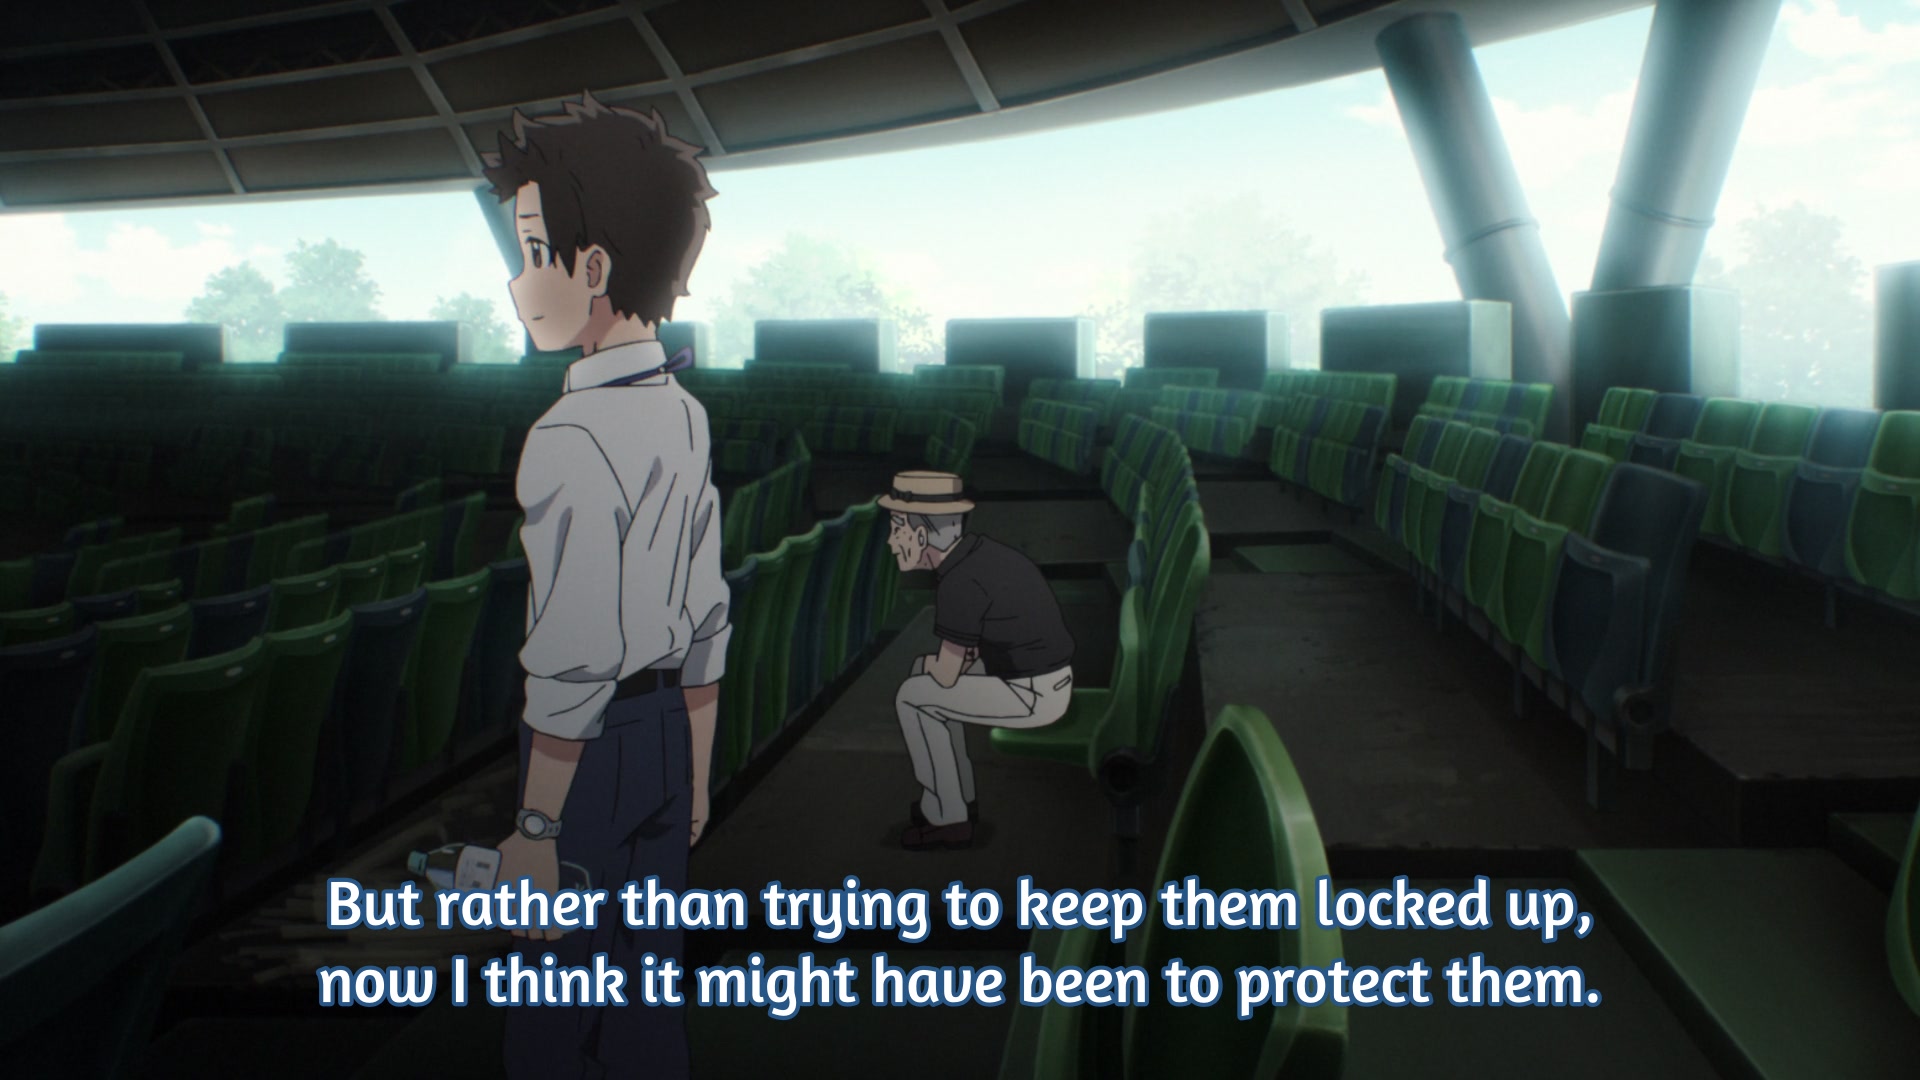 But rather than trying to keep them locked up,
now I think it might have been to protect them.